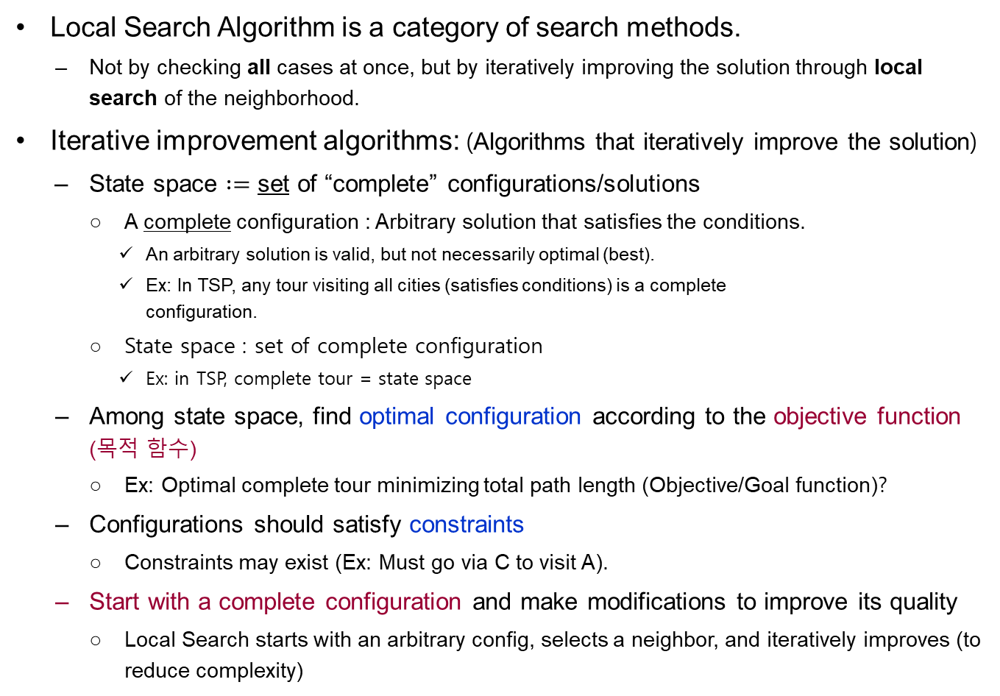 • Local Search Algorithm is a category of search methods.
– Not by checking all cases at once, but by iteratively improving the solution through local
search of the neighborhood.
• Iterative improvement algorithms: (Algorithms that iteratively improve the solution)
– State space := set of “complete” configurations/solutions
○ A complete configuration : Arbitrary solution that satisfies the conditions.
✓ An arbitrary solution is valid, but not necessarily optimal (best).
✓ Ex: In TSP, any tour visiting all cities (satisfies conditions) is a complete
configuration.
○ State space : set of complete configuration
✓ Ex: in TSP, complete tour = state space
– Among state space, find optimal configuration according to the objective function
(목적 함수)
○ Ex: Optimal complete tour minimizing total path length (Objective/Goal function)?
– Configurations should satisfy constraints
○ Constraints may exist (Ex: Must go via C to visit A).
– Start with a complete configuration and make modifications to improve its quality
○ Local Search starts with an arbitrary config, selects a neighbor, and iteratively improves (to
reduce complexity)